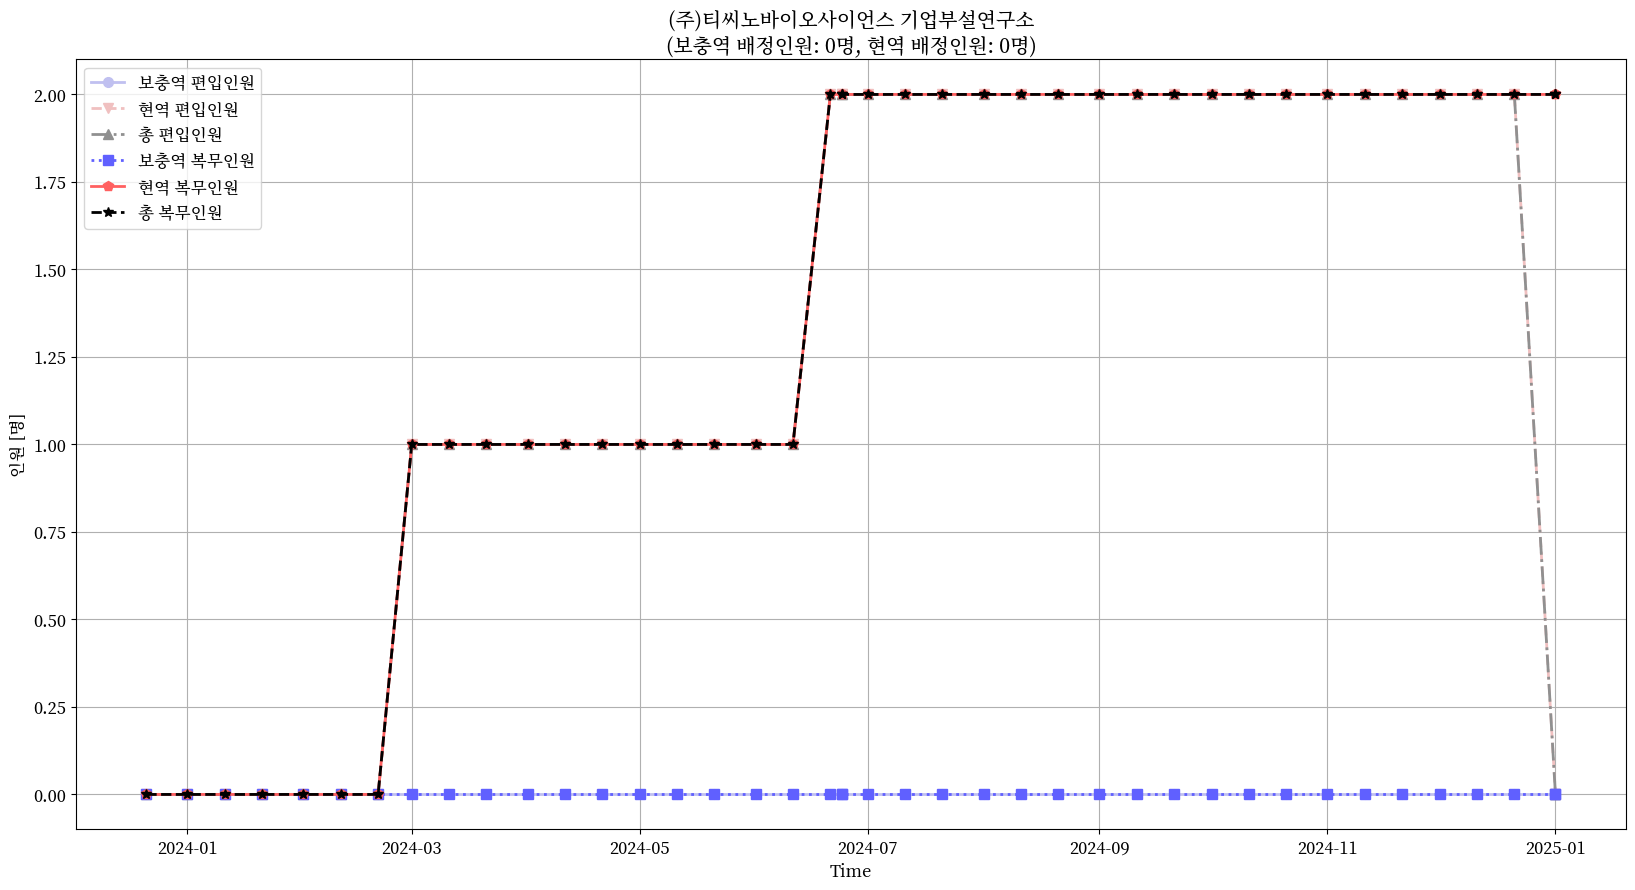 (주)티씨노바이오사이언스 기업부설연구소
(보충역 배정인원: 0명, 현역 배정인원: 0명)
보충역 편입인원
현역 편입인원
총 편입인원
보충역 복무인원
현역 복무인원
총 복무인원
2.00
1.75
1.50
1.25
1.00
0.75
0.50
0.25
0.00
인원 [명]
2024-01
2024-03
2024-05
2024-07
2024-09
2024-11
2025-01
Time